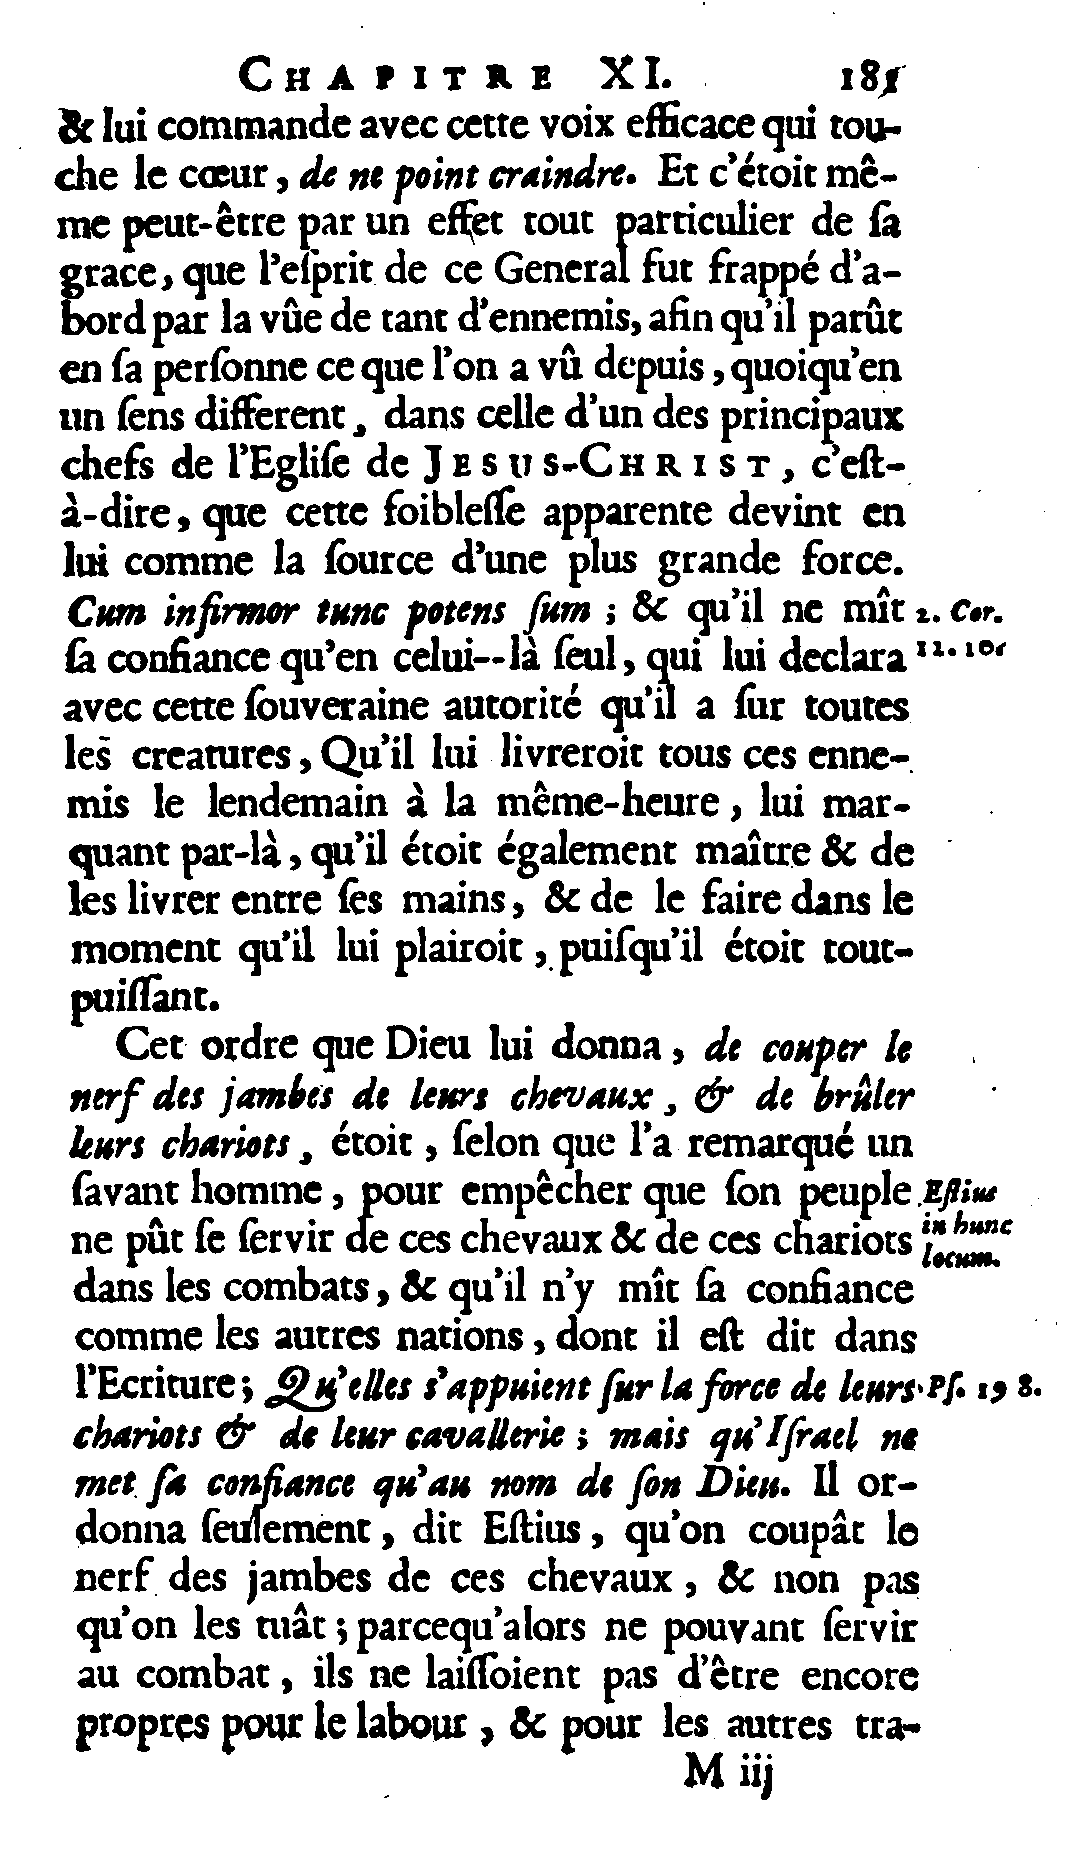 CHAPITRE XI. 181
& lui commande avec cette voix efficace qui tou-
che le cœur, de ne point craindre. Et c'étoit mê-
me peut-être par un effet tout particulier de ſa
grace, que l'eſprit de ce General fut frappé d'a-
bord par la vûe de tant d'ennemis, afin qu'il parût
en ſa perſonne ce que l'on a vû depuis, quoiqu'en
un ſens different, dans celle d'un des principaux
chefs de l'Egliſe de JESUS-CHRIST, c'eſt-
à-dire, que cette foibleſſe apparente devint en
lui comme la ſource d'une plus grande force.
Cum infirmor tunc potens ſum ; & qu'il ne mît 2. Cor.
ſa confiance qu'en celui--là ſeul, qui lui declara 12. 10.
avec cette ſouveraine autorité qu'il a ſur toutes
les creatures, Qu'il lui livreroit tous ces enne-
mis le lendemain à la même-heure, lui mar-
quant par-là, qu'il étoit également maître & de
les livrer entre ſes mains, & de le faire dans le
moment qu'il lui plairoit, puiſqu'il étoit tout-
puiſſant.
Cet ordre que Dieu lui donna, de couper le
nerf des jambes de leurs chevaux, & de brûler
leurs chariots, étoit, ſelon que l'a remarqué un
ſavant homme, pour empêcher que ſon peuple Eſtius
ne pût ſe ſervir de ces chevaux & de ces chariots in hunc
locum.
dans les combats, & qu'il n'y mît ſa confiance
comme les autres nations, dont il eſt dit dans
l'Ecriture; Qu'elles s'appuient ſur la force de leurs Pſ. 19 8.
chariots & de leur cavallerie ; mais qu'Iſrael ne
met ſa confiance qu'au nom de ſon Dieu. Il or-
donna ſeulement, dit Eſtius, qu'on coupât le
nerf des jambes de ces chevaux, & non pas
qu'on les tuât ; parcequ'alors ne pouvant ſervir
au combat, ils ne laiſſoient pas d'être encore
propres pour le labour, & pour les autres tra-
M iij